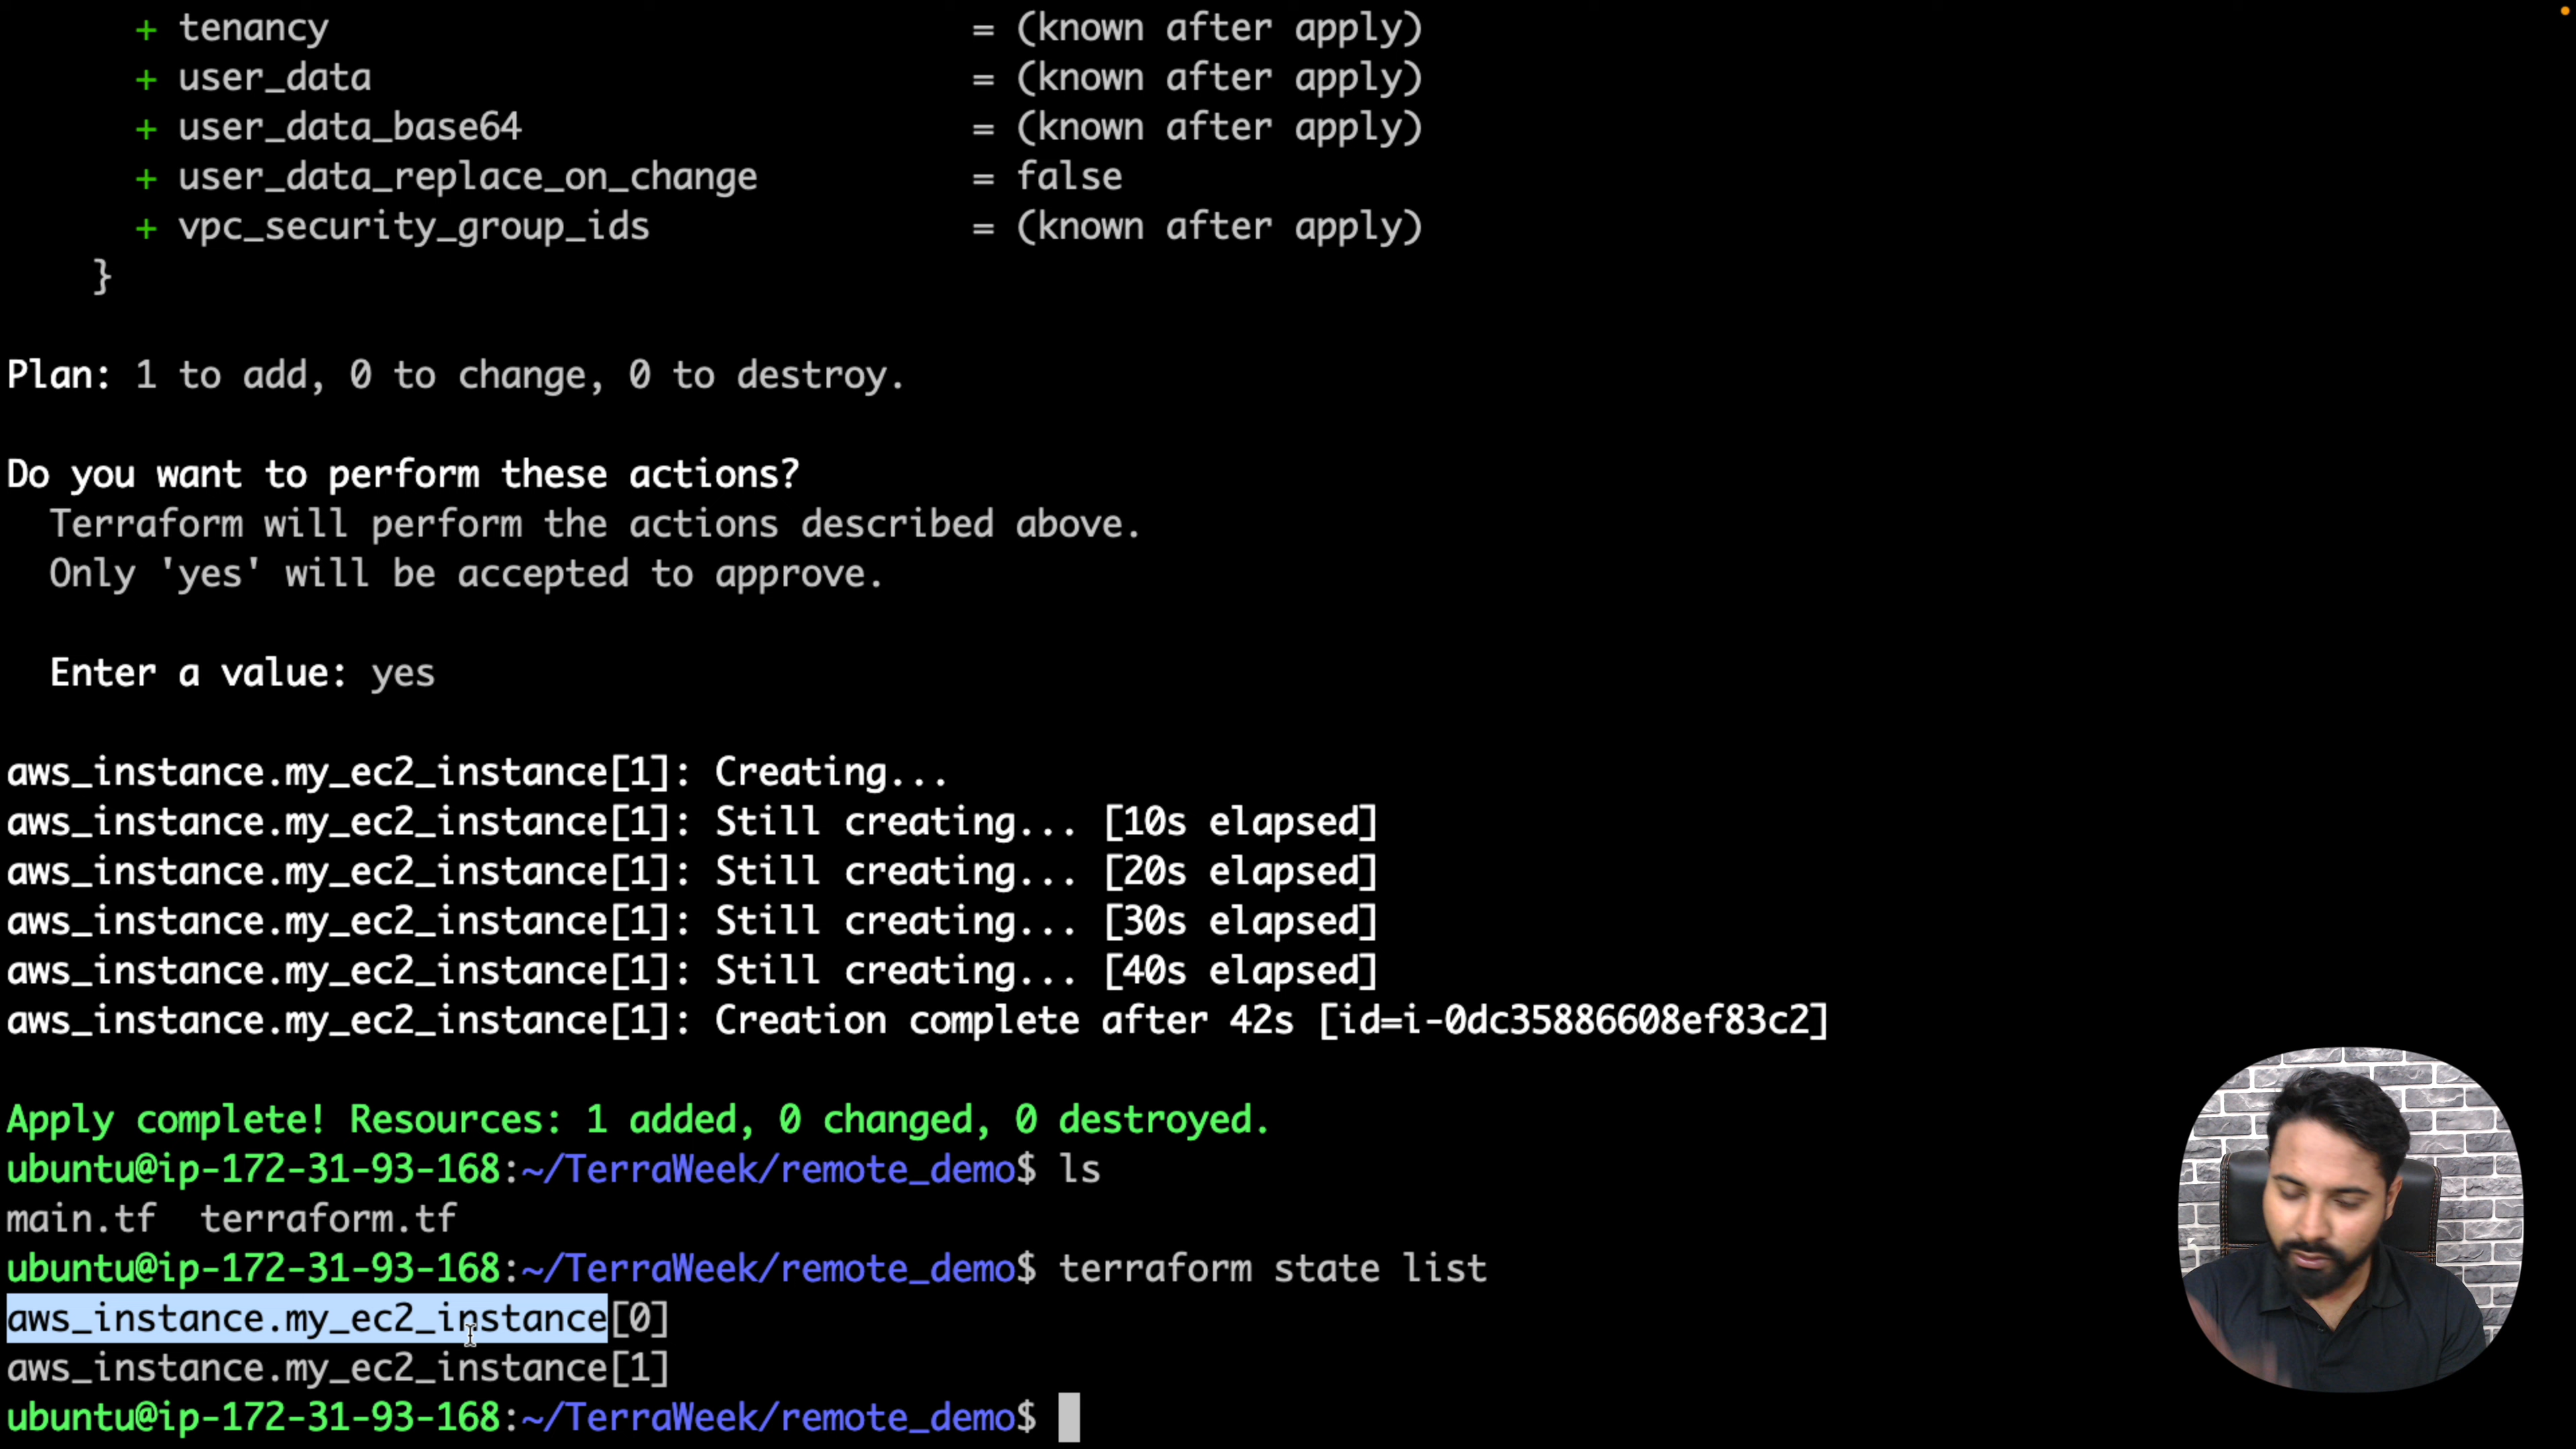 + tenancy = (known after apply)
+ user_data = (known after apply)
+ user_data_base64 = (known after apply)
+ user_data_replace_on_change = false
+ vpc_security_group_ids = (known after apply)
}
Plan: 1 to add, 0 to change, 0 to destroy.
Do you want to perform these actions?
Terraform will perform the actions described above.
Only 'yes' will be accepted to approve.
Enter a value: yes
aws_instance.my_ec2_instance[1]: Creating...
aws_instance.my_ec2_instance[1]: Still creating... [10s elapsed]
aws_instance.my_ec2_instance[1]: Still creating... [20s elapsed]
aws_instance.my_ec2_instance[1]: Still creating... [30s elapsed]
aws_instance.my_ec2_instance[1]: Still creating... [40s elapsed]
aws_instance.my_ec2_instance[1]: Creation complete after 42s [id=i-0dc35886608ef83c2]
Apply complete! Resources: 1 added, 0 changed, 0 destroyed.
ubuntu@ip-172-31-93-168:~/TerraWeek/remote_demo$ ls
main.tf terraform.tf
ubuntu@ip-172-31-93-168:~/TerraWeek/remote_demo$ terraform state list
aws_instance.my_ec2_instance[0]
aws_instance.my_ec2_instance[1]
ubuntu@ip-172-31-93-168:~/TerraWeek/remote_demo$